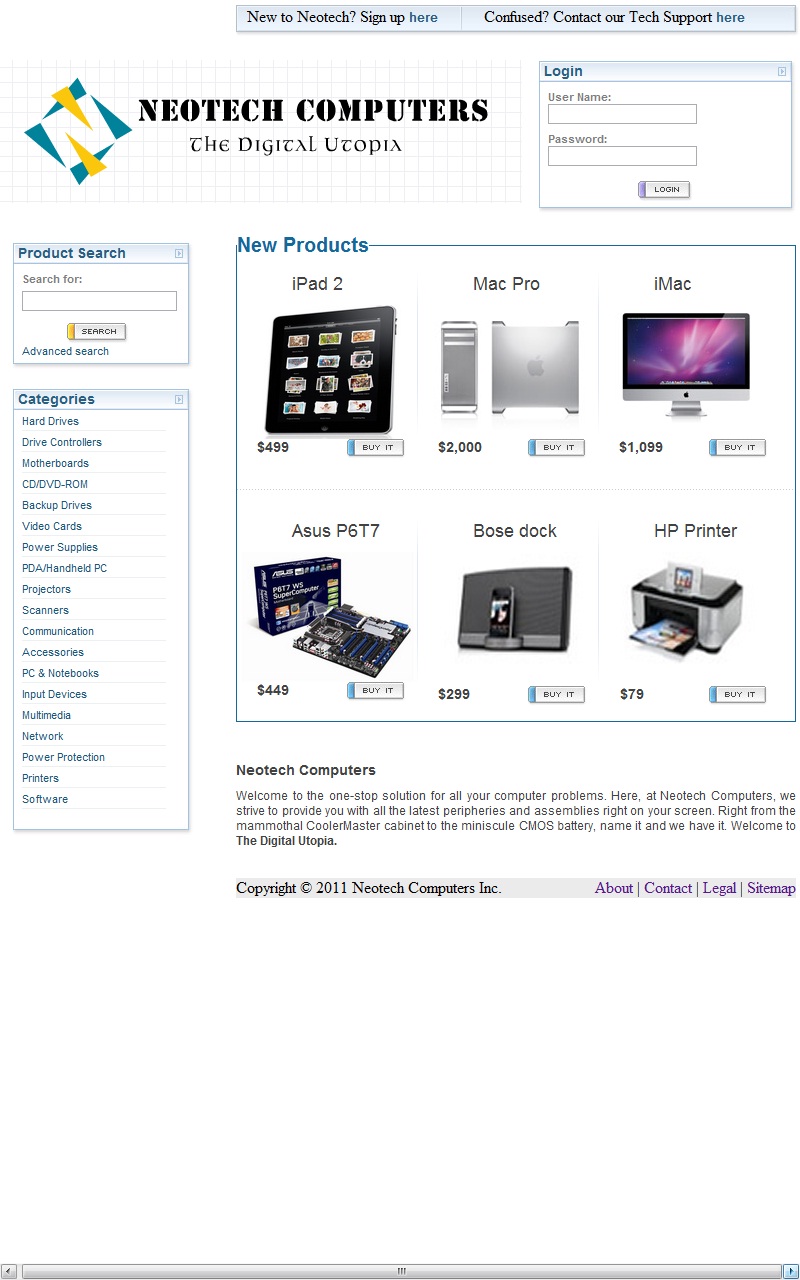 New to Neotech? Sign up here
Confused? Contact our Tech Support here
NEOTECH COMPUTERS
The Digital Utopia
Login
User Name:
Password:
LOGIN
Product Search
Search for:
SEARCH
Advanced search
Categories
Hard Drives
Drive Controllers
Motherboards
CD/DVD-ROM
Backup Drives
Video Cards
Power Supplies
PDA/Handheld PC
Projectors
Scanners
Communication
Accessories
PC & Notebooks
Input Devices
Multimedia
Network
Power Protection
Printers
Software
New Products
iPad 2
Mac Pro
iMac
$499
BUY IT
$2,000
BUY IT
$1,099
BUY IT
Asus P6T7
Bose dock
HP Printer
ASUS
P6T7 WS
SuperComputer
$449
BUY IT
$299
BUY IT
$79
BUY IT
Neotech Computers
Welcome to the one-stop solution for all your computer problems. Here, at Neotech Computers, we
strive to provide you with all the latest peripheries and assemblies right on your screen. Right from the
mammothal CoolerMaster cabinet to the miniscule CMOS battery, name it and we have it. Welcome to
The Digital Utopia.
Copyright © 2011 Neotech Computers Inc.
About | Contact | Legal | Sitemap